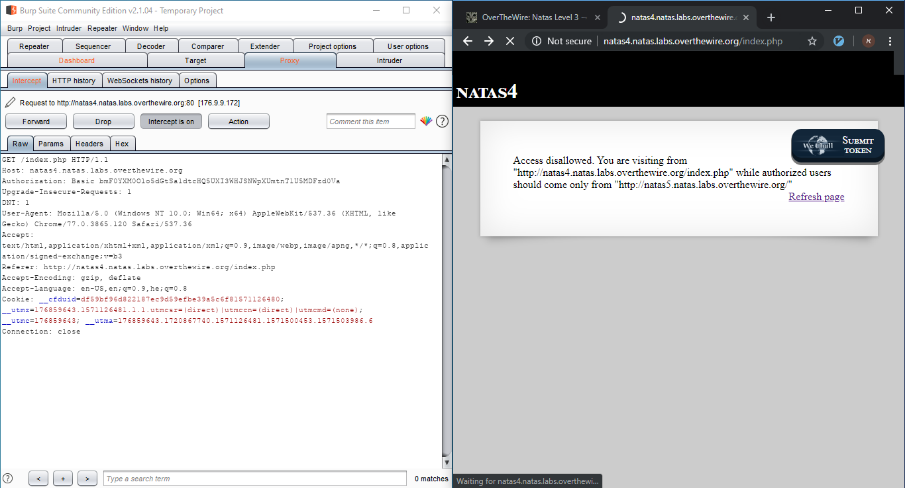 Burp Suite Community Edition v2.1.04 - Temporary Project
Burp Project Intruder Repeater Window Help
Repeater Sequencer Decoder Comparer Extender Project options User options
Dashboard Target Proxy Intruder
Intercept HTTP history WebSockets history Options
Request to http://natas4.natas.labs.overthewire.org:80 [176.9.9.172]
Forward Drop Intercept is on Action Comment this item
Raw Params Headers Hex
GET /index.php HTTP/1.1
Host: natas4.natas.labs.overthewire.org
Authorization: Basic
Upgrade-Insecure-Requests: 1
DNT: 1
User-Agent: Mozilla/5.0 (Windows NT 10.0; Win64; x64) AppleWebKit/537.36 (KHTML, like
Gecko) Chrome/77.0.3865.120 Safari/537.36
Accept:
text/html,application/xhtml+xml,application/xml;q=0.9,image/webp,image/apng,*/*;q=0.8,applic
ation/signed-exchange;v=b3
Referer: http://natas4.natas.labs.overthewire.org/index.php
Accept-Encoding: gzip, deflate
Accept-Language: en-US,en;q=0.9,he;q=0.8
Cookie: __cfduid=df59bf96d822187ec9d59efbe39a5c6f81571126480;
__utmz=176859643.1571126481.1.1.utmcsr=(direct)|utmccn=(direct)|utmcmd=(none);
__utmc=176859643; __utma=176859643.1720867740.1571126481.1571500453.1571503986.6
Connection: close
? < + > Type a search term 0 matches
OverTheWire: Natas Level 3
natas4.natas.labs.overthewire.
Not secure natas4.natas.labs.overthewire.org/index.php
NATAS4
SUBMIT
TOKEN
Access disallowed. You are visiting from
"http://natas4.natas.labs.overthewire.org/index.php" while authorized users
should come only from "http://natas5.natas.labs.overthewire.org/"
Refresh page
Waiting for natas4.natas.labs.overthewi...